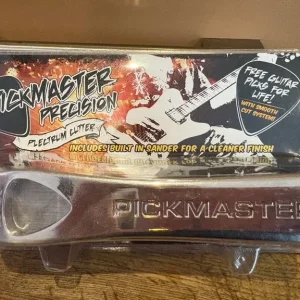 ICKMASTER
PRECISION
PLECTRUM CUTTER
FREE GUITAR
PICKS FOR
LIFE!
WITH SMOOTH
CUT SYSTEM!
INCLUDES BUILT IN SANDER FOR A CLEANER FINISH
PICKMASTER